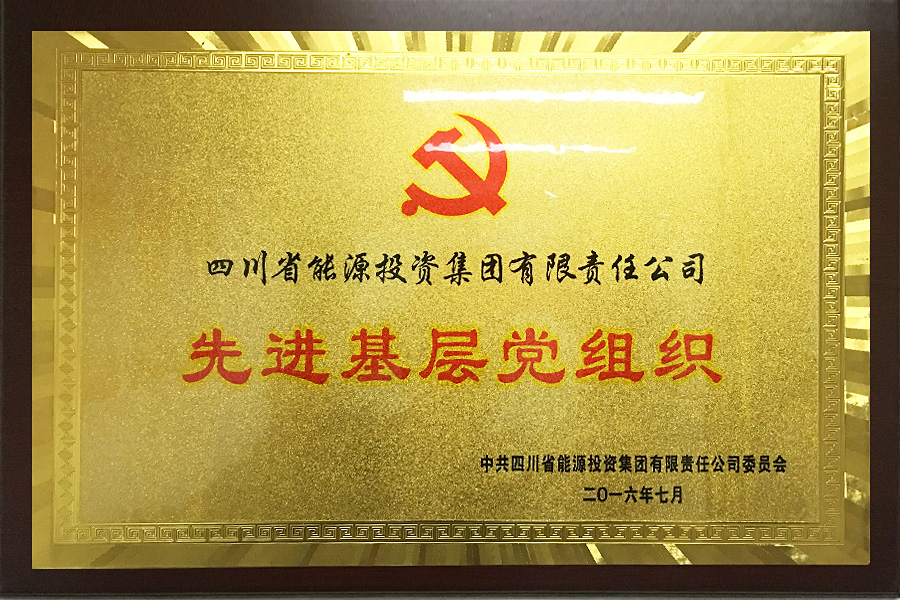 四川省能源投资集团有限责任公司
先进基层党组织
中共四川省能源投资集团有限责任公司委员会
二〇一六年七月